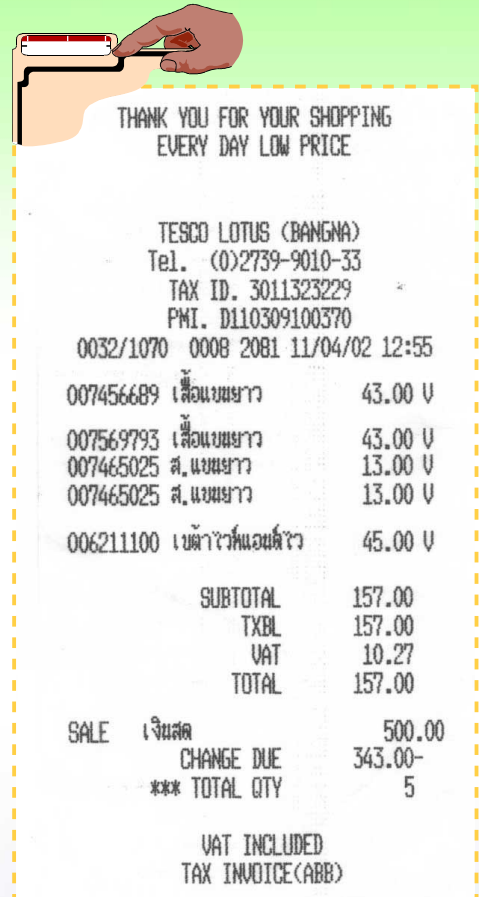 THANK YOU FOR YOUR SHOPPING
EVERY DAY LOW PRICE
TESCO LOTUS (BANGNA)
Tel. (0)2739-9010-33
TAX ID. 3011323229
PMI. D110309100370
0032/1070 0008 2081 11/04/02 12:55
007456689 เสื้อแขนยาว 43.00 V
007569793 เสื้อแขนยาว 43.00 V
007465025 ส.แขนยาว 13.00 V
007465025 ส.แขนยาว 13.00 V
006211100 เบต้าไวท์แอนด์ไว 45.00 V
SUBTOTAL 157.00
TXBL 157.00
VAT 10.27
TOTAL 157.00
SALE เงินสด 500.00
CHANGE DUE 343.00-
*** TOTAL QTY 5
VAT INCLUDED
TAX INVOICE(ABB)